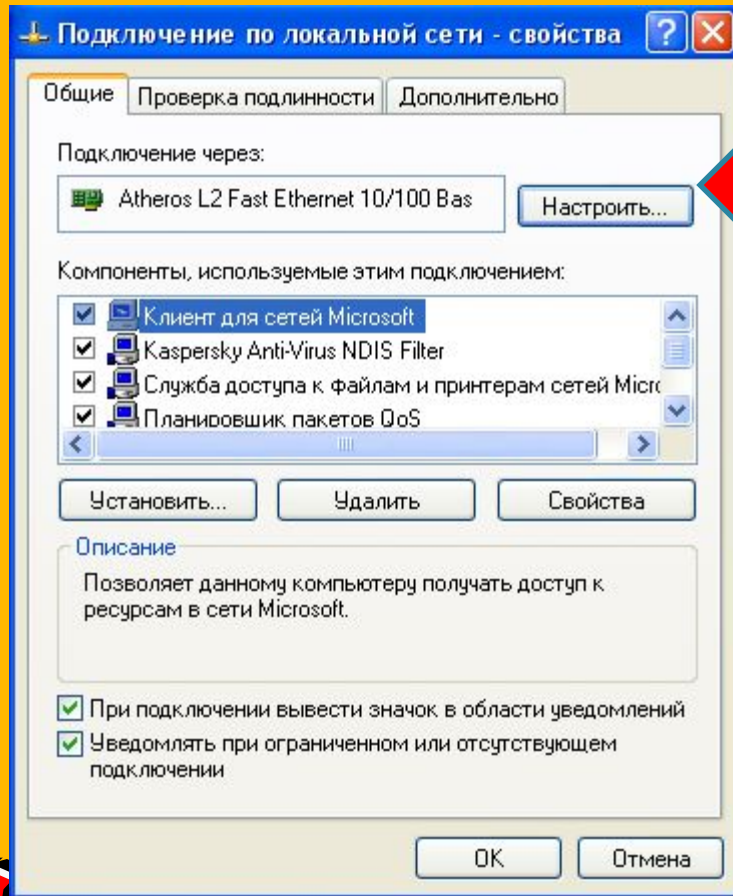 Подключение по локальной сети - свойства
Общие Проверка подлинности Дополнительно
Подключение через:
Atheros L2 Fast Ethernet 10/100 Bas
Настроить...
Компоненты, используемые этим подключением:
Клиент для сетей Microsoft
Kaspersky Anti-Virus NDIS Filter
Служба доступа к файлам и принтерам сетей Micro
Планировщик пакетов QoS
Установить... Удалить Свойства
Описание
Позволяет данному компьютеру получать доступ к
ресурсам в сети Microsoft.
При подключении вывести значок в области уведомлений
Уведомлять при ограниченном или отсутствующем
подключении
OK Отмена